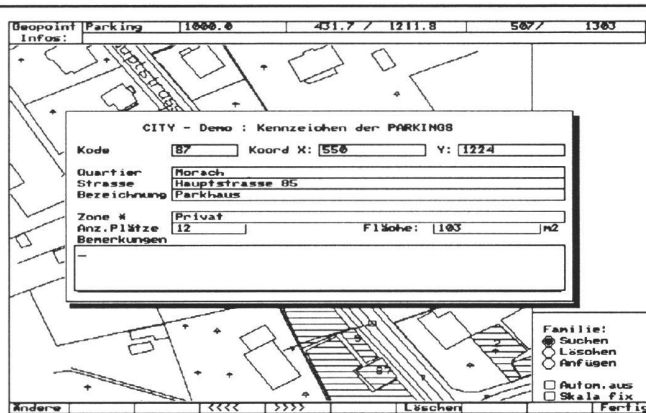 Geopoint Parking 1000.0 431.7 / 1211.8 507/ 1303
Infos:
CITY - Demo : Kennzeichen der PARKINGS
Kode 87 Koord X: 550 Y: 1224
Quartier Morach
Strasse Hauptstrasse 85
Bezeichnung Parkhaus
Zone * Privat
Anz.Plätze 12 Fläche: 103 m2
Bemerkungen
Familie:
Suchen
Löschen
Anfügen
Autom.aus
Skala fix
Andere <<<< >>>> Löschen Fertig